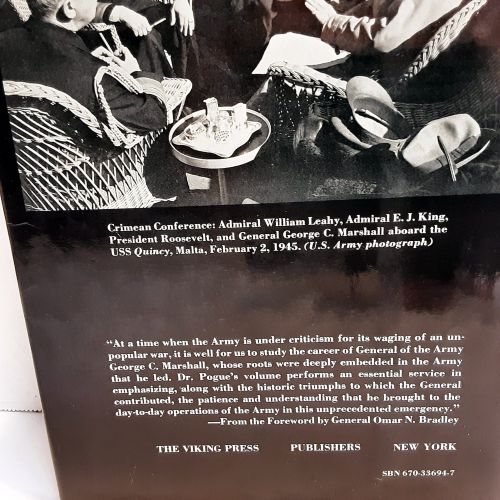 Crimean Conference: Admiral William Leahy, Admiral E. J. King,
President Roosevelt, and General George C. Marshall aboard the
USS Quincy, Malta, February 2, 1945. (U.S. Army photograph)
"At a time when the Army is under criticism for its waging of an un-
popular war, it is well for us to study the career of General of the Army
George C. Marshall, whose roots were deeply embedded in the Army
that he led. Dr. Pogue's volume performs an essential service in
emphasizing, along with the historic triumphs to which the General
contributed, the patience and understanding that he brought to the
day-to-day operations of the Army in this unprecedented emergency."
—From the Foreword by General Omar N. Bradley
THE VIKING PRESS PUBLISHERS NEW YORK
SBN 670-33694-7